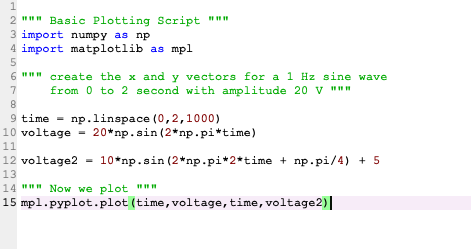 1
2 """ Basic Plotting Script """
3 import numpy as np
4 import matplotlib as mpl
5
6 """ create the x and y vectors for a 1 Hz sine wave
7     from 0 to 2 second with amplitude 20 V """
8
9 time = np.linspace(0,2,1000)
10 voltage = 20*np.sin(2*np.pi*time)
11
12 voltage2 = 10*np.sin(2*np.pi*2*time + np.pi/4) + 5
13
14 """ Now we plot """
15 mpl.pyplot.plot(time,voltage,time,voltage2)